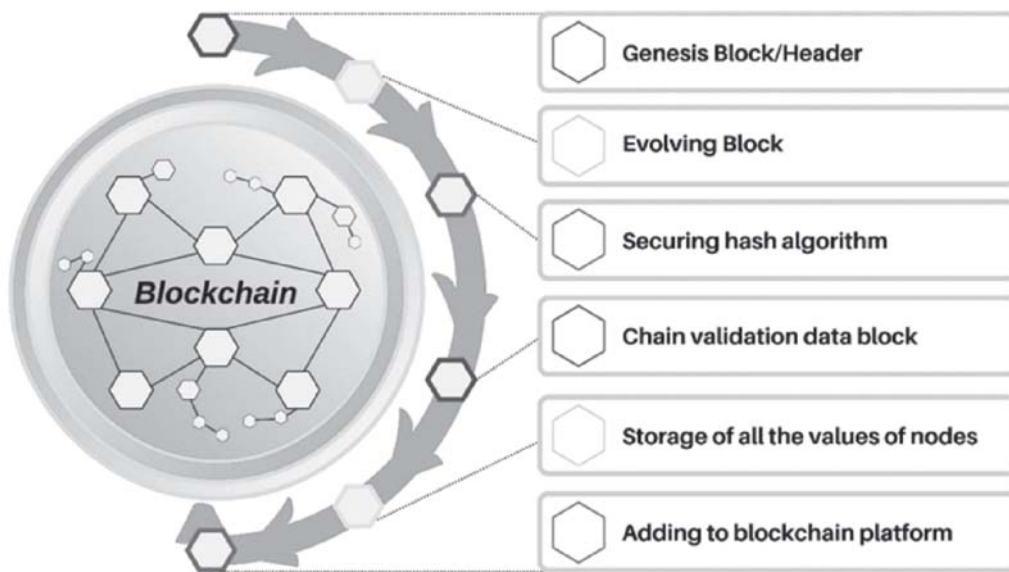 Genesis Block/Header
Evolving Block
Securing hash algorithm
Blockchain
Chain validation data block
Storage of all the values of nodes
Adding to blockchain platform